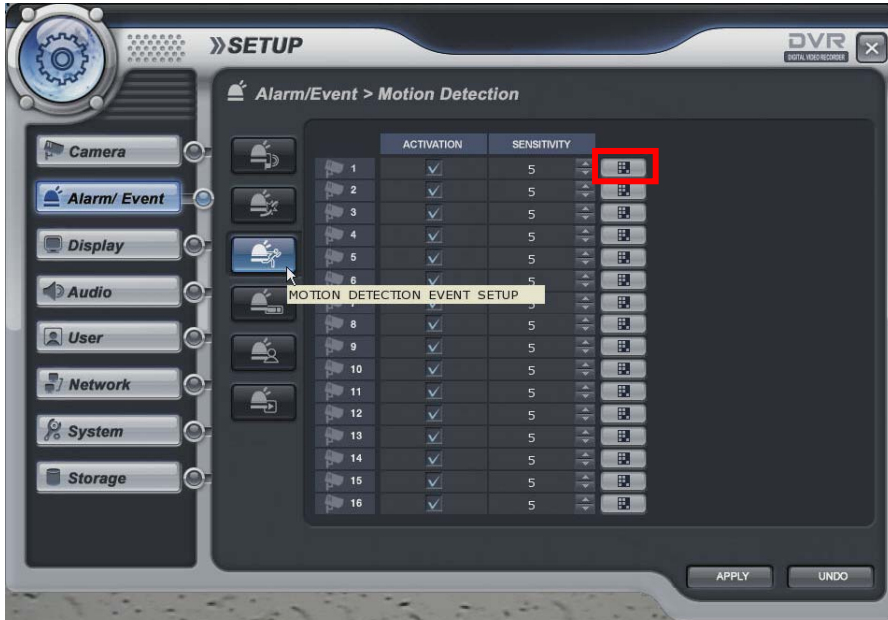 »SETUP
DVR
DIGITAL VIDEO RECORDER
Alarm/Event > Motion Detection
Camera
Alarm/ Event
Display
Audio
User
Network
System
Storage
ACTIVATION SENSITIVITY
1 5
2 5
3 5
4 5
5 5
6 5
MOTION DETECTION EVENT SETUP
7 5
8 5
9 5
10 5
11 5
12 5
13 5
14 5
15 5
16 5
APPLY UNDO